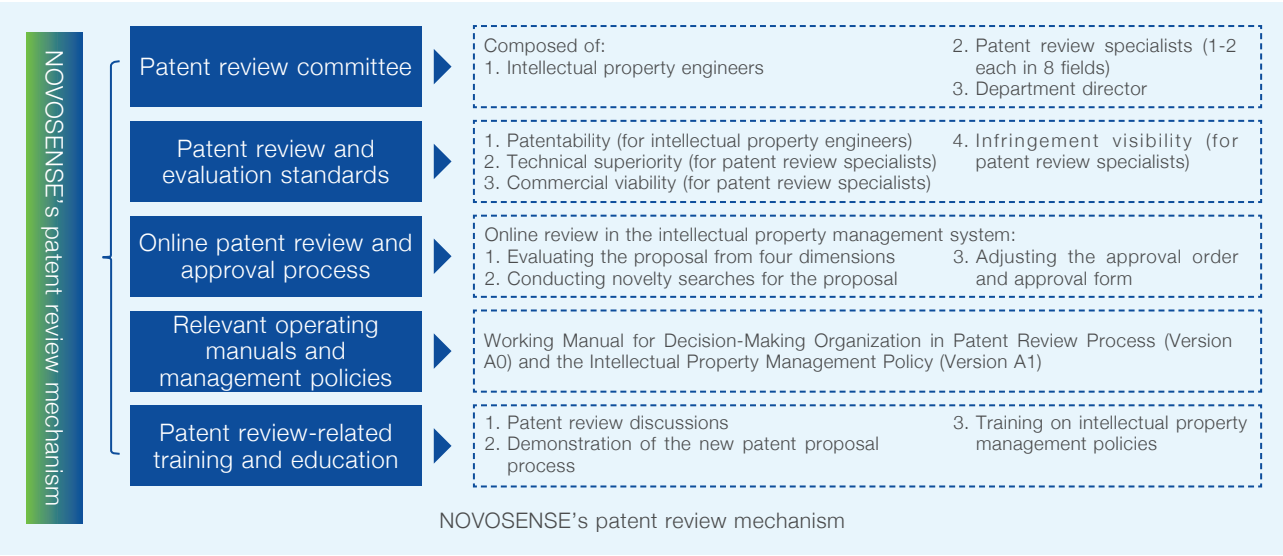 NOVOSENSE's patent review mechanism
Patent review committee
Composed of:
1. Intellectual property engineers
2. Patent review specialists (1-2
each in 8 fields)
3. Department director
Patent review and
evaluation standards
1. Patentability (for intellectual property engineers)
2. Technical superiority (for patent review specialists)
3. Commercial viability (for patent review specialists)
4. Infringement visibility (for
patent review specialists)
Online patent review and
approval process
Online review in the intellectual property management system:
1. Evaluating the proposal from four dimensions
2. Conducting novelty searches for the proposal
3. Adjusting the approval order
and approval form
Relevant operating
manuals and
management policies
Working Manual for Decision-Making Organization in Patent Review Process (Version
A0) and the Intellectual Property Management Policy (Version A1)
Patent review-related
training and education
1. Patent review discussions
2. Demonstration of the new patent proposal
process
3. Training on intellectual property
management policies
NOVOSENSE's patent review mechanism